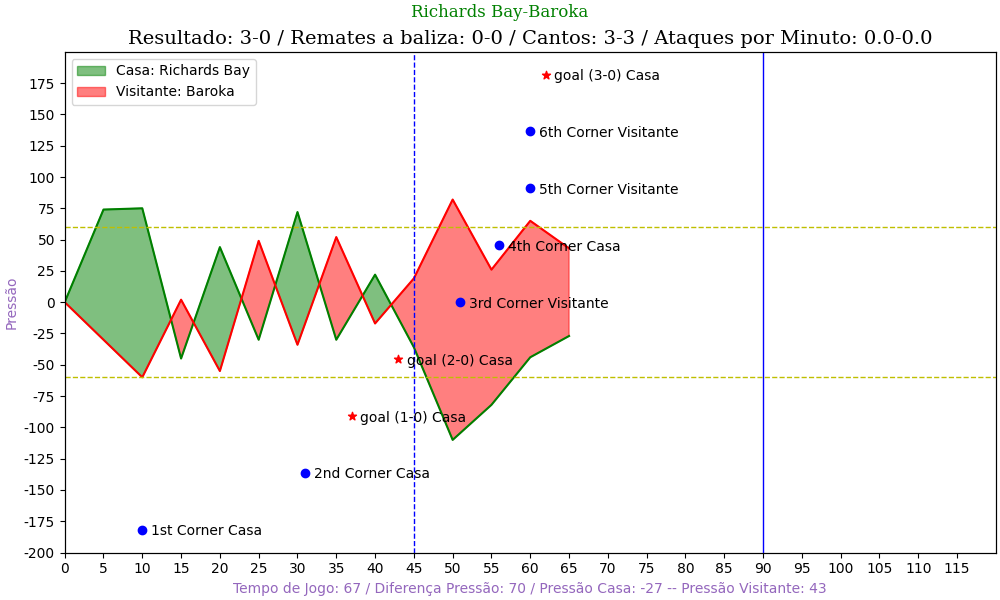 Richards Bay-Baroka
Resultado: 3-0 / Remates a baliza: 0-0 / Cantos: 3-3 / Ataques por Minuto: 0.0-0.0
Casa: Richards Bay
Visitante: Baroka
goal (3-0) Casa
6th Corner Visitante
5th Corner Visitante
4th Corner Casa
3rd Corner Visitante
goal (2-0) Casa
goal (1-0) Casa
2nd Corner Casa
1st Corner Casa
Pressão
175
150
125
100
75
50
25
0
-25
-50
-75
-100
-125
-150
-175
-200
0 5 10 15 20 25 30 35 40 45 50 55 60 65 70 75 80 85 90 95 100 105 110 115
Tempo de Jogo: 67 / Diferença Pressão: 70 / Pressão Casa: -27 -- Pressão Visitante: 43